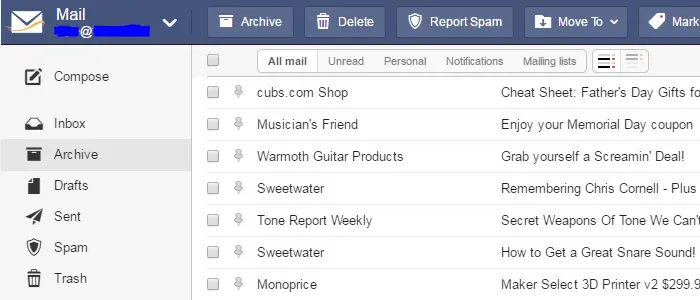 Mail
@
Archive Delete Report Spam Move To Mark
Compose
Inbox
Archive
Drafts
Sent
Spam
Trash
All mail Unread Personal Notifications Mailing lists
cubs.com Shop Cheat Sheet: Father's Day Gifts fo
Musician's Friend Enjoy your Memorial Day coupon
Warmoth Guitar Products Grab yourself a Screamin' Deal!
Sweetwater Remembering Chris Cornell - Plus
Tone Report Weekly Secret Weapons Of Tone We Can't
Sweetwater How to Get a Great Snare Sound!
Monoprice Maker Select 3D Printer v2 $299.9